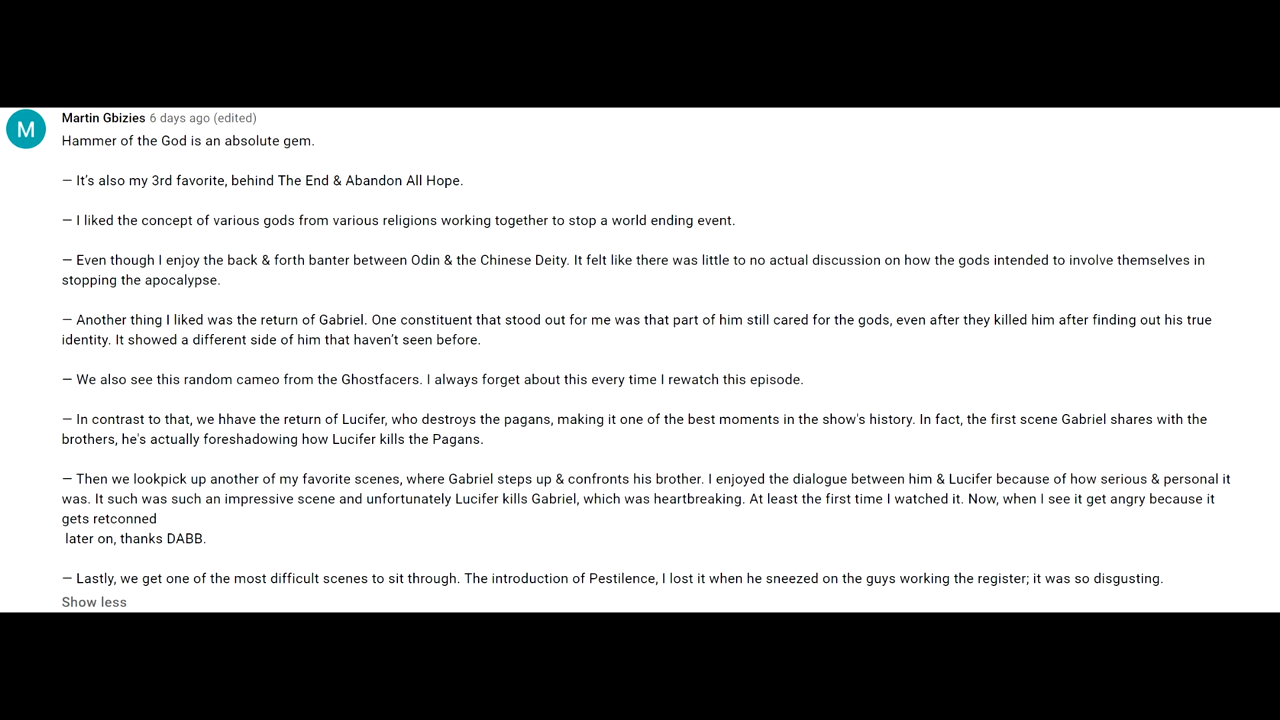 M
Martin Gbizies 6 days ago (edited)
Hammer of the God is an absolute gem.
— It's also my 3rd favorite, behind The End & Abandon All Hope.
— I liked the concept of various gods from various religions working together to stop a world ending event.
— Even though I enjoy the back & forth banter between Odin & the Chinese Deity. It felt like there was little to no actual discussion on how the gods intended to involve themselves in
stopping the apocalypse.
— Another thing I liked was the return of Gabriel. One constituent that stood out for me was that part of him still cared for the gods, even after they killed him after finding out his true
identity. It showed a different side of him that haven't seen before.
— We also see this random cameo from the Ghostfacers. I always forget about this every time I rewatch this episode.
— In contrast to that, we hhave the return of Lucifer, who destroys the pagans, making it one of the best moments in the show's history. In fact, the first scene Gabriel shares with the
brothers, he's actually foreshadowing how Lucifer kills the Pagans.
— Then we lookpick up another of my favorite scenes, where Gabriel steps up & confronts his brother. I enjoyed the dialogue between him & Lucifer because of how serious & personal it
was. It such was such an impressive scene and unfortunately Lucifer kills Gabriel, which was heartbreaking. At least the first time I watched it. Now, when I see it get angry because it
gets retconned
later on, thanks DABB.
— Lastly, we get one of the most difficult scenes to sit through. The introduction of Pestilence, I lost it when he sneezed on the guys working the register; it was so disgusting.
Show less